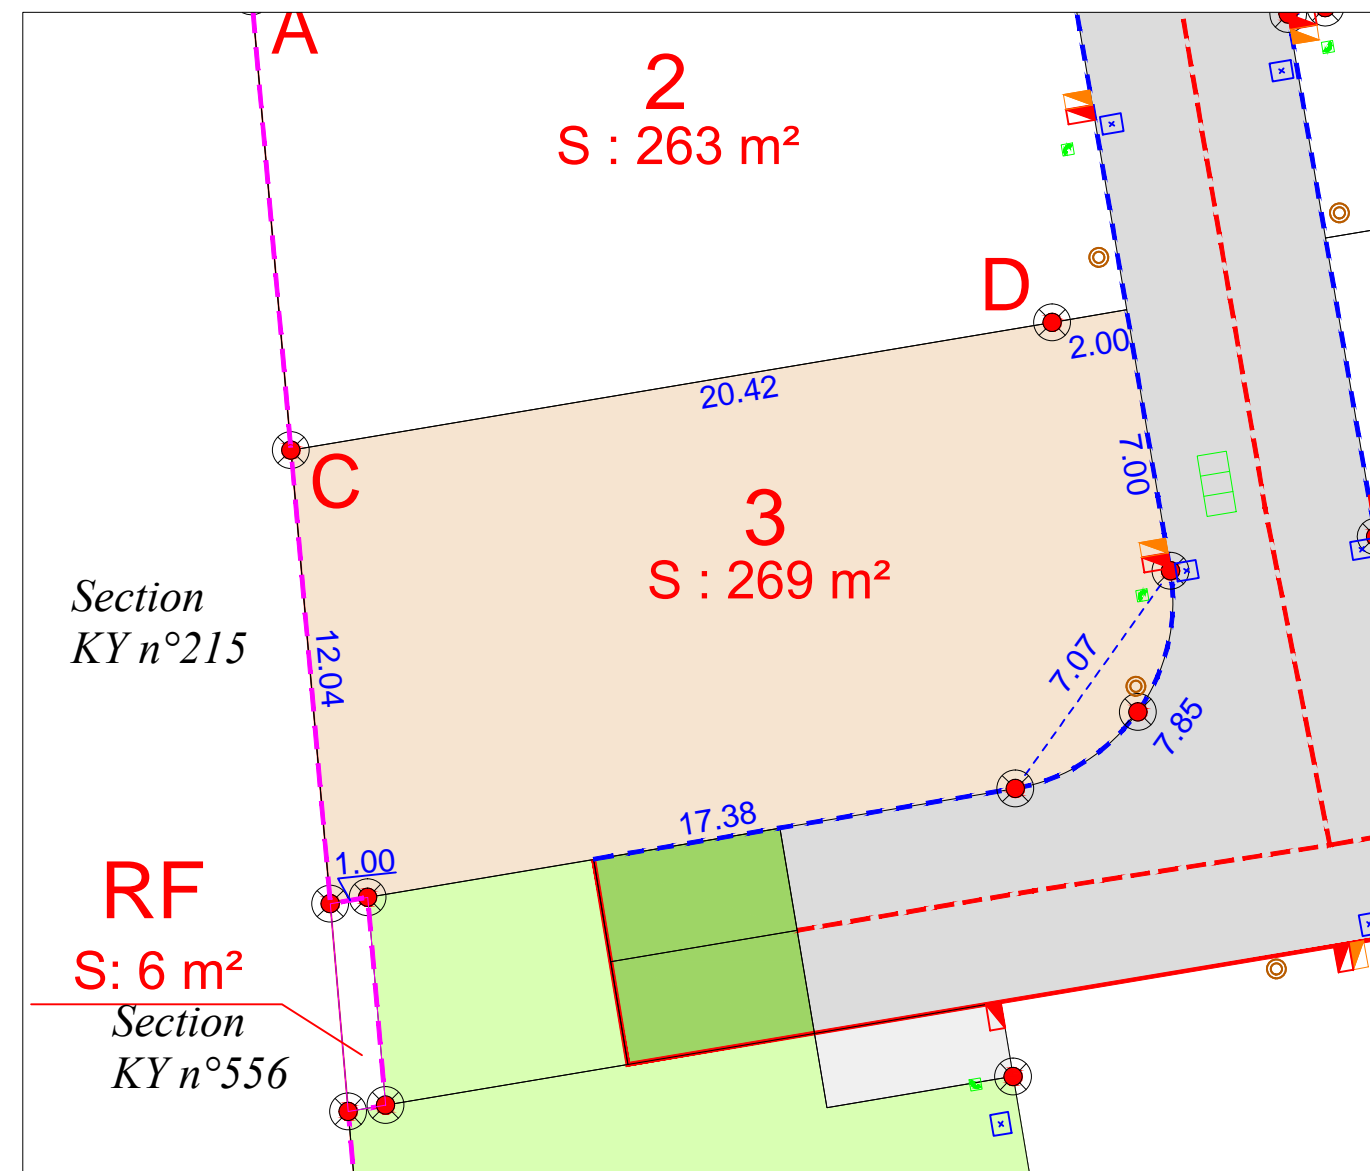 A
2
S : 263 m²
D
2.00
20.42
C
7.00
3
S : 269 m²
Section
KY n°215
12.04
7.07
7.85
17.38
1.00
RF
S: 6 m²
Section
KY n°556